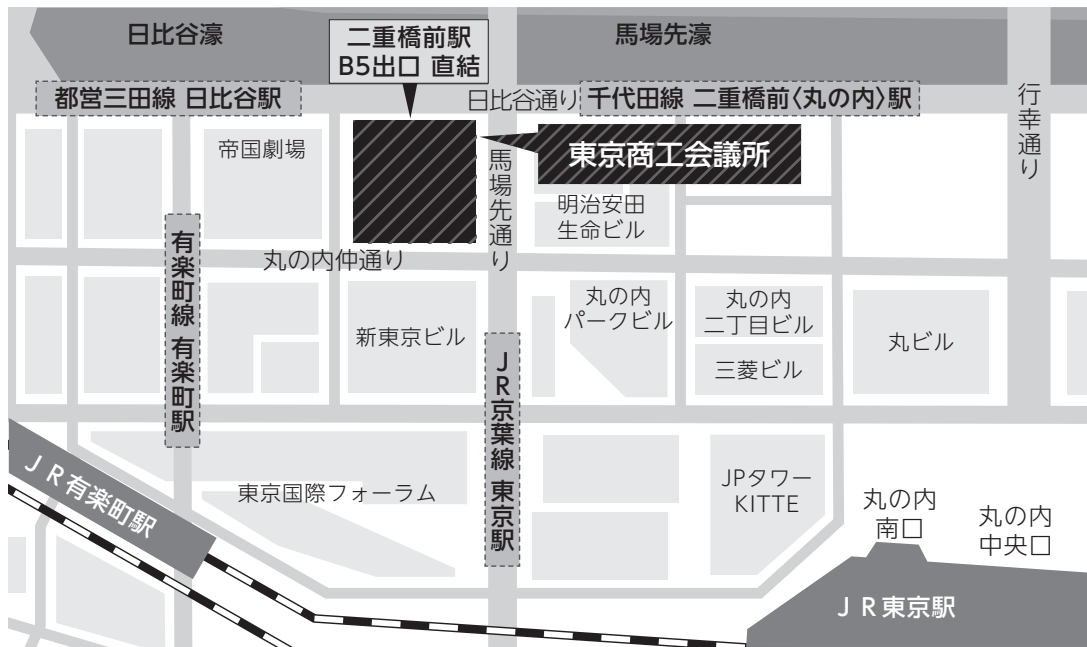 日比谷濠
二重橋前駅
B5出口 直結
馬場先濠
都営三田線 日比谷駅
日比谷通り
千代田線 二重橋前〈丸の内〉駅
行幸通り
帝国劇場
馬場先通り
東京商工会議所
明治安田
生命ビル
有楽町線 有楽町駅
丸の内仲通り
新東京ビル
丸の内
パークビル
丸の内
二丁目ビル
三菱ビル
丸ビル
JR京葉線 東京駅
JR有楽町駅
東京国際フォーラム
JPタワー
KITTE
丸の内
南口
丸の内
中央口
JR東京駅